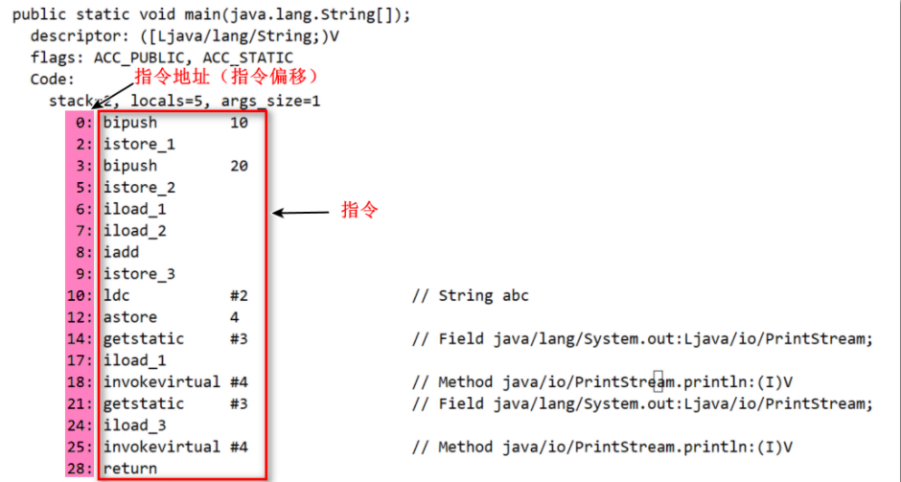 public static void main(java.lang.String[]);
descriptor: ([Ljava/lang/String;)V
flags: ACC_PUBLIC, ACC_STATIC
Code:
指令地址（指令偏移）
stack=2, locals=5, args_size=1
0: bipush 10
2: istore_1
3: bipush 20
5: istore_2
6: iload_1
指令
7: iload_2
8: iadd
9: istore_3
10: ldc #2 // String abc
12: astore 4
14: getstatic #3 // Field java/lang/System.out:Ljava/io/PrintStream;
17: iload_1
18: invokevirtual #4 // Method java/io/PrintStream.println:(I)V
21: getstatic #3 // Field java/lang/System.out:Ljava/io/PrintStream;
24: iload_3
25: invokevirtual #4 // Method java/io/PrintStream.println:(I)V
28: return